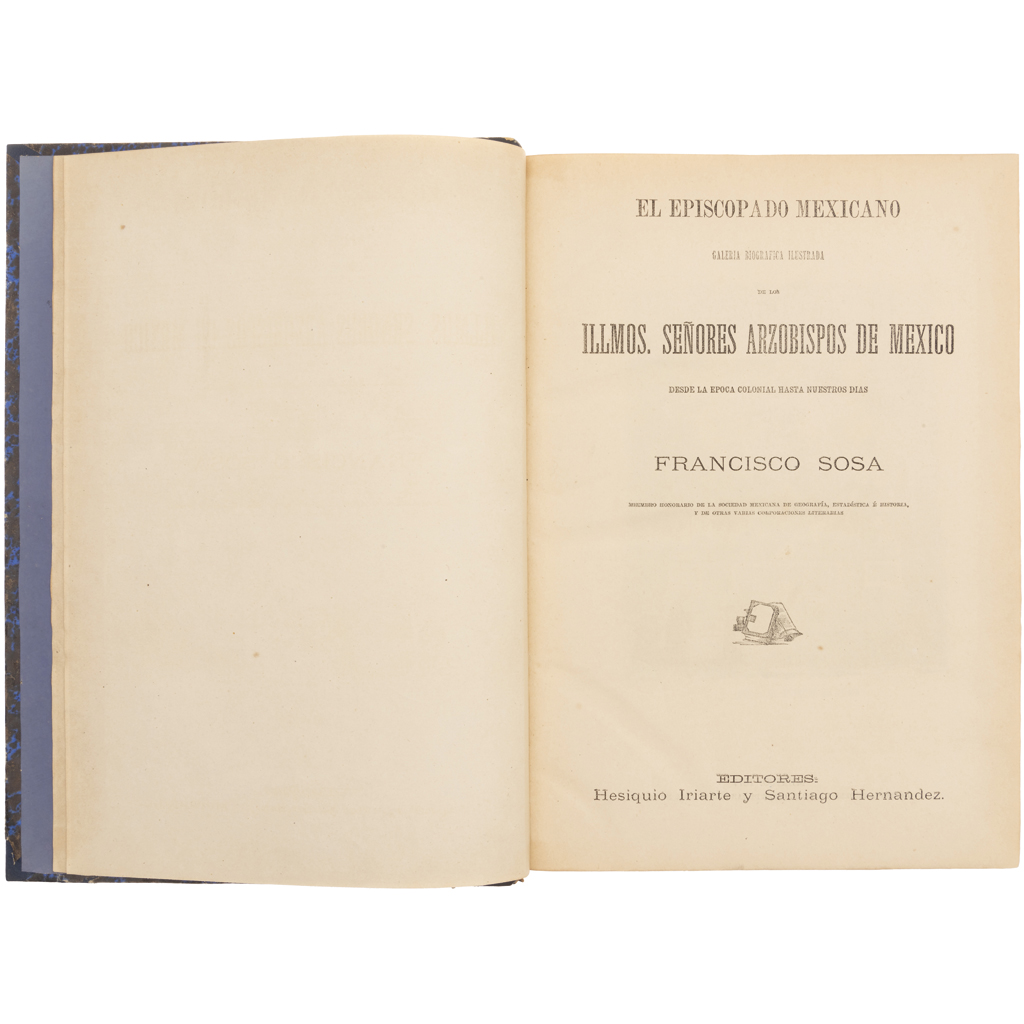 EL EPISCOPADO MEXICANO
GALERIA BIOGRAFICA ILUSTRADA
DE LOS
ILLMOS. SEÑORES ARZOBISPOS DE MEXICO
DESDE LA EPOCA COLONIAL HASTA NUESTROS DIAS
FRANCISCO SOSA
MIEMBRO HONORARIO DE LA SOCIEDAD MEXICANA DE GEOGRAFÍA, ESTADÍSTICA É HISTORIA,
Y DE OTRAS VARIAS CORPORACIONES LITERARIAS
EDITORES:
Hesiquio Iriarte y Santiago Hernandez.